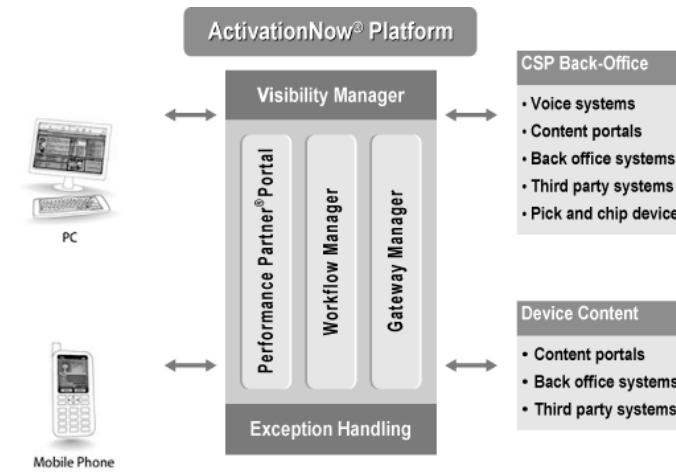 ActivationNow® Platform
Visibility Manager
Performance Partner® Portal
Workflow Manager
Gateway Manager
Exception Handling
PC
Mobile Phone
CSP Back-Office
• Voice systems
• Content portals
• Back office systems
• Third party systems
• Pick and chip device
Device Content
• Content portals
• Back office systems
• Third party systems